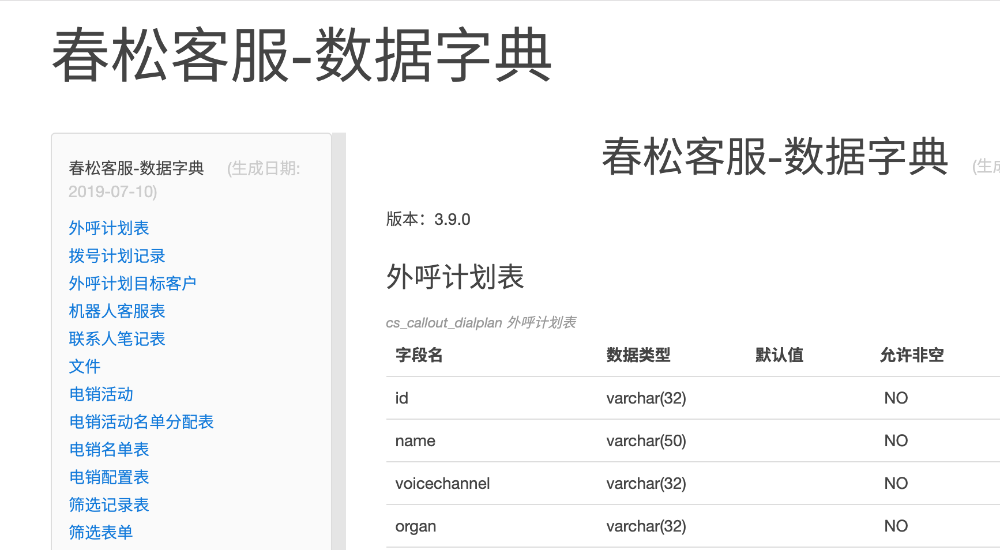 春松客服-数据字典
春松客服-数据字典 (生成日期:
2019-07-10)
外呼计划表
拨号计划记录
外呼计划目标客户
机器人客服表
联系人笔记表
文件
电销活动
电销活动名单分配表
电销名单表
电销配置表
筛选记录表
筛选表单
春松客服-数据字典 (生成
版本：3.9.0
外呼计划表
cs_callout_dialplan 外呼计划表
字段名 数据类型 默认值 允许非空
id varchar(32) NO
name varchar(50) NO
voicechannel varchar(32) NO
organ varchar(32) NO